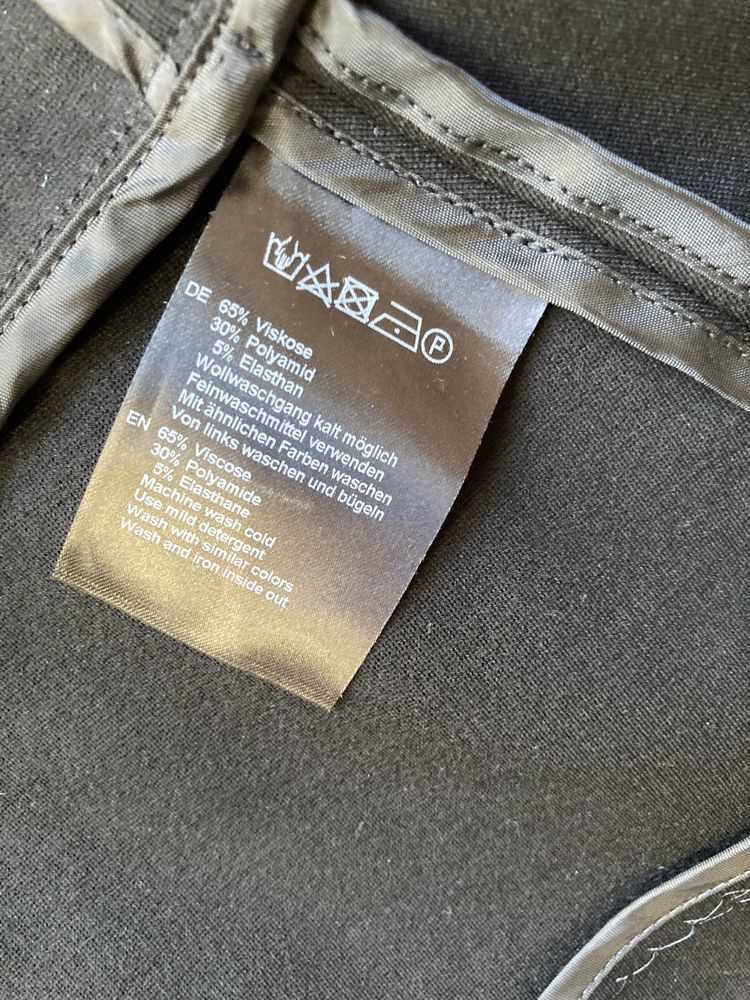 P
DE 65% Viskose
30% Polyamid
5% Elasthan
Wollwaschgang kalt möglich
Feinwaschmittel verwenden
Mit ähnlichen Farben waschen
Von links waschen und bügeln
EN 65% Viscose
30% Polyamide
5% Elasthane
Machine wash cold
Use mild detergent
Wash with similar colors
Wash and iron inside out